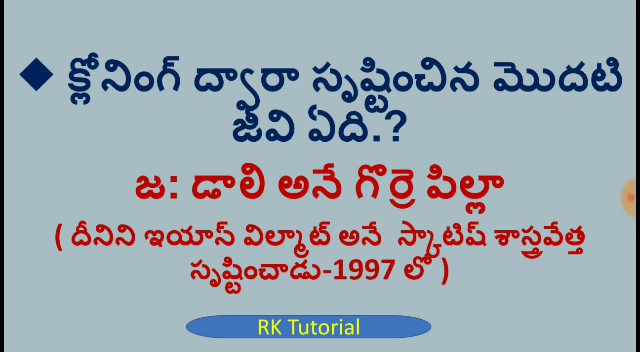 ◆ క్లోనింగ్ ద్వారా సృష్టించిన మొదటి
జీవి ఏది.?
జ: డాలి అనే గొర్రె పిల్లా
( దీనిని ఇయాన్ విల్మాట్ అనే స్కాటిష్ శాస్త్రవేత్త
సృష్టించాడు-1997 లో )
RK Tutorial